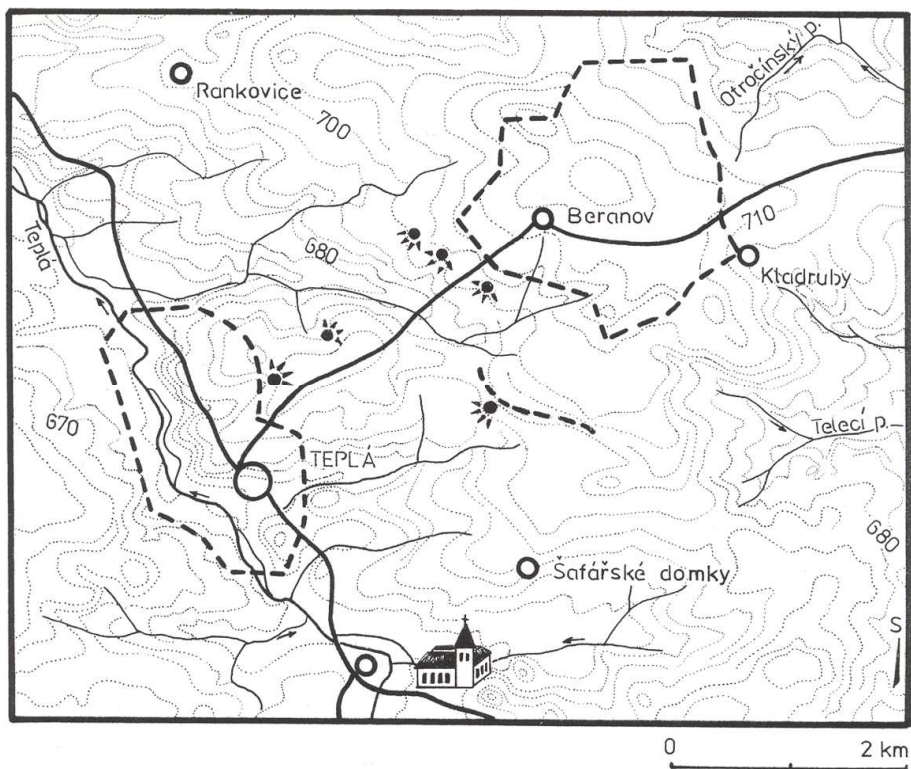 Otročínský p.
Rankovice
700
Beranov
710
Teplá
680
Kladruby
670
TEPLÁ
Telecí p.
680
Šafářské domky
S
0 2 km